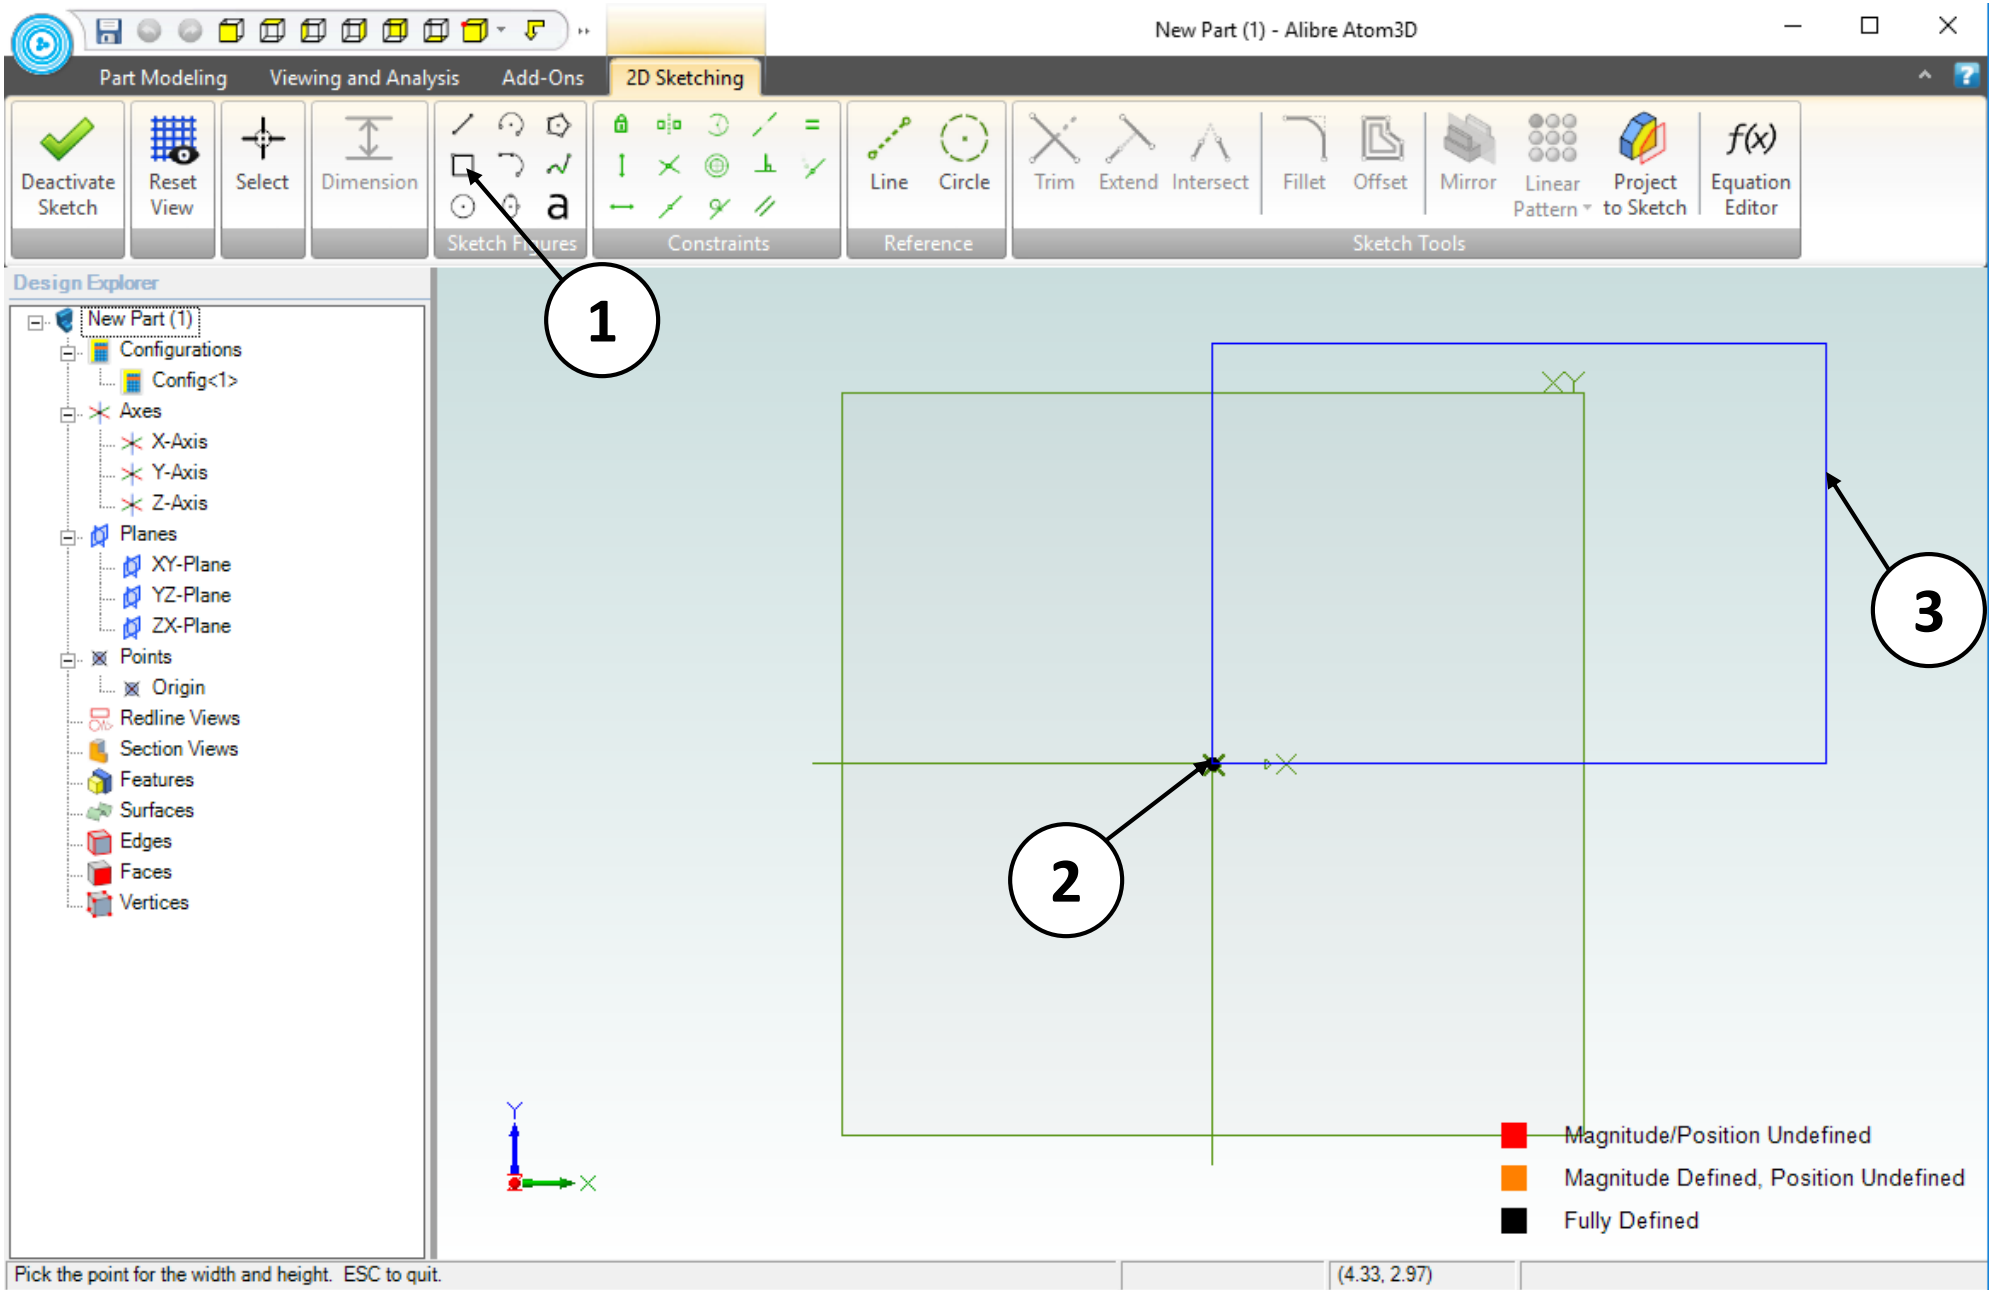 New Part (1) - Alibre Atom3D
Part Modeling
Viewing and Analysis
Add-Ons
2D Sketching
Deactivate
Sketch
Reset
View
Select
Dimension
a
Sketch Figures
Constraints
Line
Circle
Reference
Trim
Extend
Intersect
Fillet
Offset
Mirror
Linear
Pattern
Project
to Sketch
f(x)
Equation
Editor
Sketch Tools
?
Design Explorer
New Part (1)
Configurations
Config<1>
Axes
X-Axis
Y-Axis
Z-Axis
Planes
XY-Plane
YZ-Plane
ZX-Plane
Points
Origin
Redline Views
Section Views
Features
Surfaces
Edges
Faces
Vertices
1
XY
3
X
2
Y
X
Magnitude/Position Undefined
Magnitude Defined, Position Undefined
Fully Defined
Pick the point for the width and height.  ESC to quit.
(4.33, 2.97)